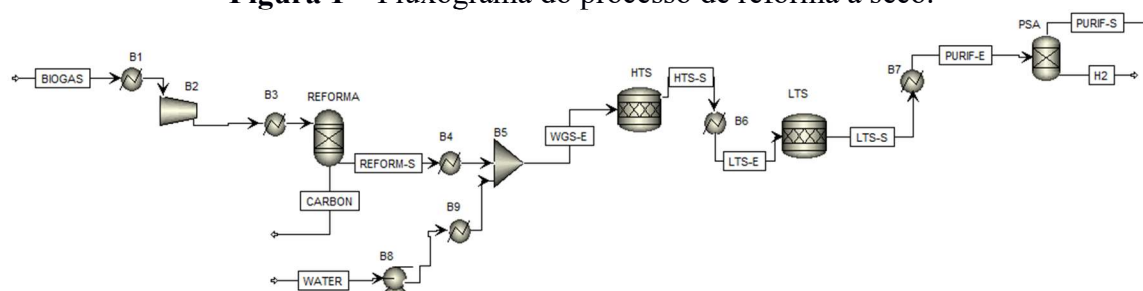 Figura 1 – Fluxograma do processo de reforma a seco.
PSA
PURIF-S
B1
BIOGAS
B2
B3
REFORMA
HTS
HTS-S
B7
PURIF-E
H2
B4
B5
WGS-E
B6
LTS
LTS-S
REFORM-S
LTS-E
CARBON
B9
B8
WATER